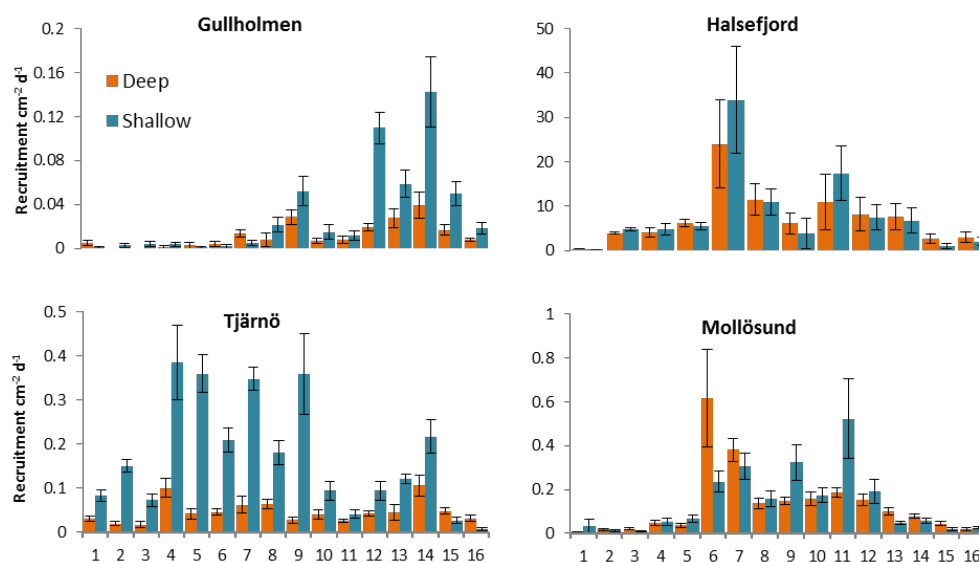 Gullholmen
Recruitment cm-2 d-1
0.2
0.16
0.12
0.08
0.04
0
Deep
Shallow
Halsefjord
50
40
30
20
10
0
Tjärnö
Recruitment cm-2 d-1
0.5
0.4
0.3
0.2
0.1
0
1 2 3 4 5 6 7 8 9 10 11 12 13 14 15 16
Mollösund
1
0.8
0.6
0.4
0.2
0
1 2 3 4 5 6 7 8 9 10 11 12 13 14 15 16